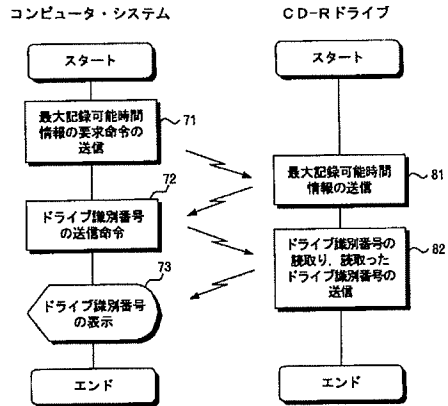 コンピュータ・システム
CD-Rドライブ
スタート
スタート
最大記録可能時間
情報の要求命令の
送信
71
最大記録可能時間
情報の送信
81
72
ドライブ識別番号
の送信命令
ドライブ識別番号の
読取り，読取った
ドライブ識別番号の
送信
82
73
ドライブ識別番号
の表示
エンド
エンド